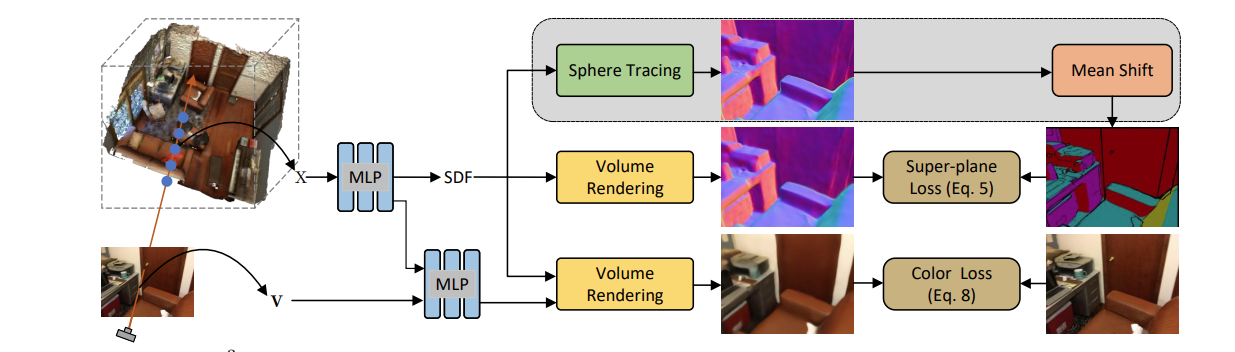 Sphere Tracing
Mean Shift
X
MLP
SDF
Volume
Rendering
Super-plane
Loss (Eq. 5)
V
MLP
Volume
Rendering
Color Loss
(Eq. 8)